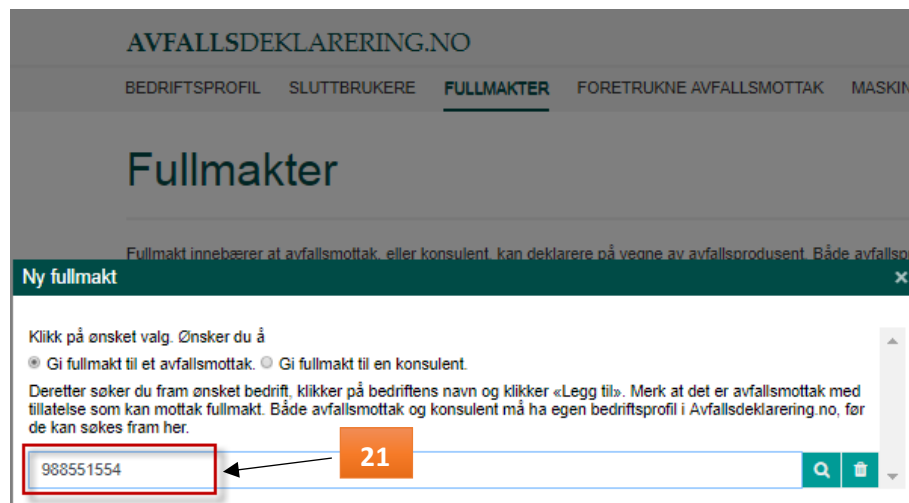 AVFALLSDEKLARERING.NO
BEDRIFTSPROFIL SLUTTBRUKERE FULLMAKTER FORETRUKNE AVFALLSMOTTAK MASKIN
Fullmakter
Fullmakt innebærer at avfallsmottak, eller konsulent, kan deklarere på vegne av avfallsprodusent. Både avfallspr
Ny fullmakt ×
Klikk på ønsket valg. Ønsker du å
Gi fullmakt til et avfallsmottak. Gi fullmakt til en konsulent.
Deretter søker du fram ønsket bedrift, klikker på bedriftens navn og klikker «Legg til». Merk at det er avfallsmottak med
tillatelse som kan mottak fullmakt. Både avfallsmottak og konsulent må ha egen bedriftsprofil i Avfallsdeklarering.no, før
de kan søkes fram her.
21
988551554